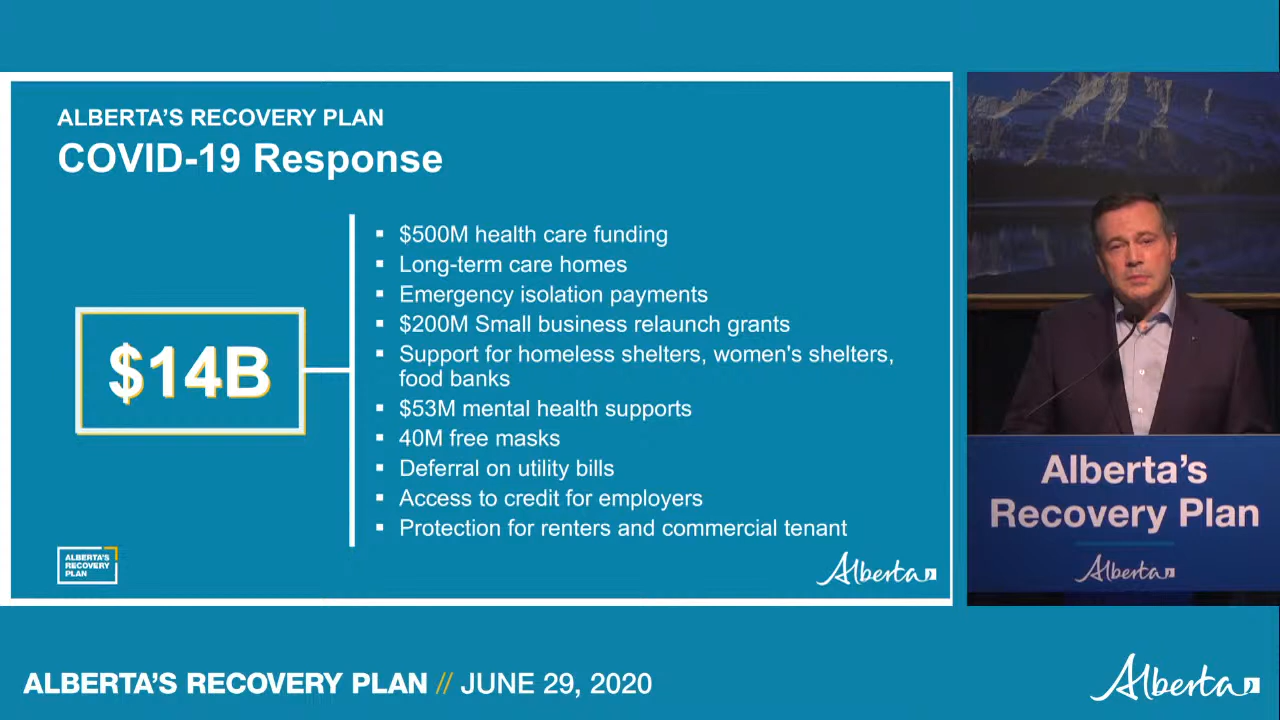 ALBERTA'S RECOVERY PLAN
COVID-19 Response
$14B
▪ $500M health care funding
▪ Long-term care homes
▪ Emergency isolation payments
▪ $200M Small business relaunch grants
▪ Support for homeless shelters, women's shelters,
food banks
▪ $53M mental health supports
▪ 40M free masks
▪ Deferral on utility bills
▪ Access to credit for employers
▪ Protection for renters and commercial tenant
ALBERTA'S
RECOVERY
PLAN
Alberta
Alberta's
Recovery Plan
Alberta
ALBERTA'S RECOVERY PLAN // JUNE 29, 2020
Alberta